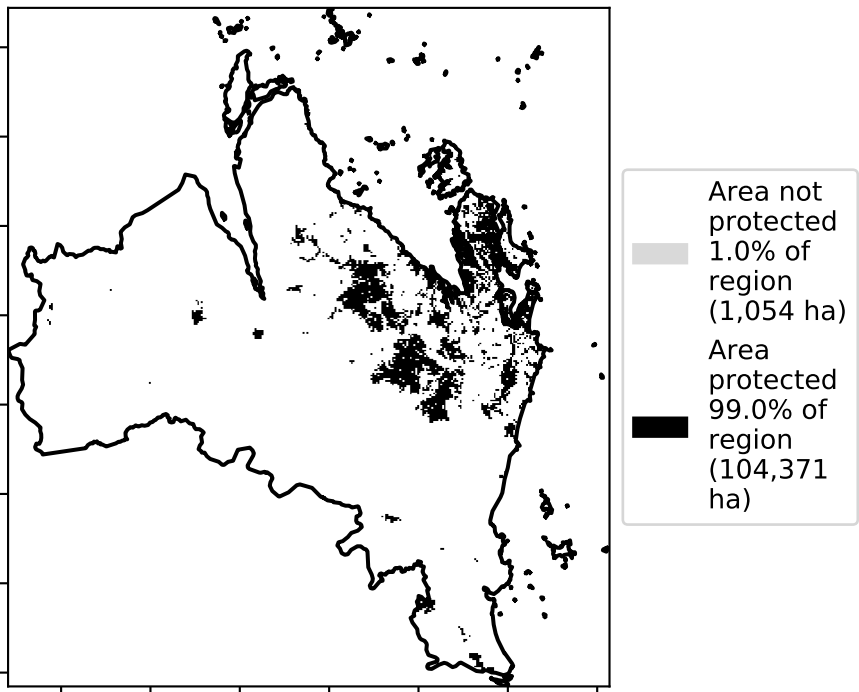 Area not
protected
1.0% of
region
(1,054 ha)
Area
protected
99.0% of
region
(104,371
ha)